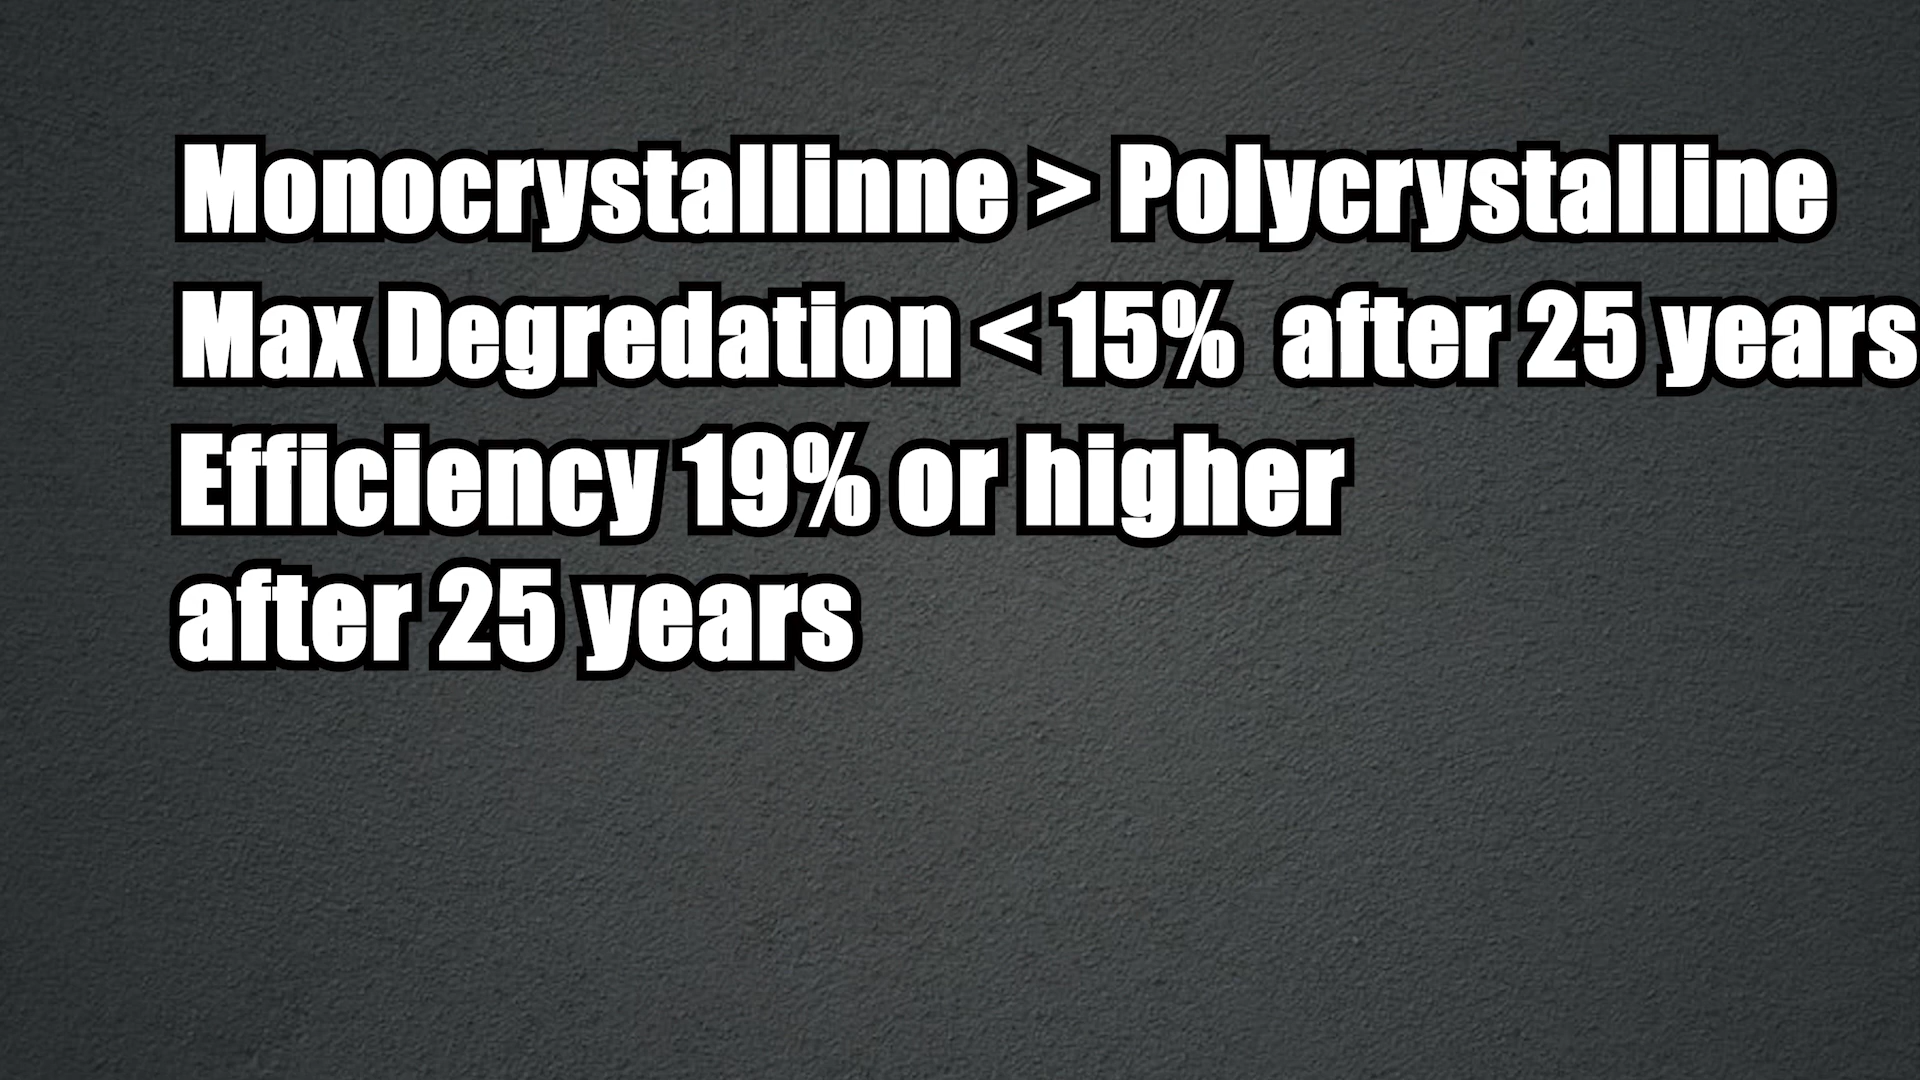 Monocrystallinne > Polycrystalline
Max Degredation < 15% after 25 years
Efficiency 19% or higher
after 25 years